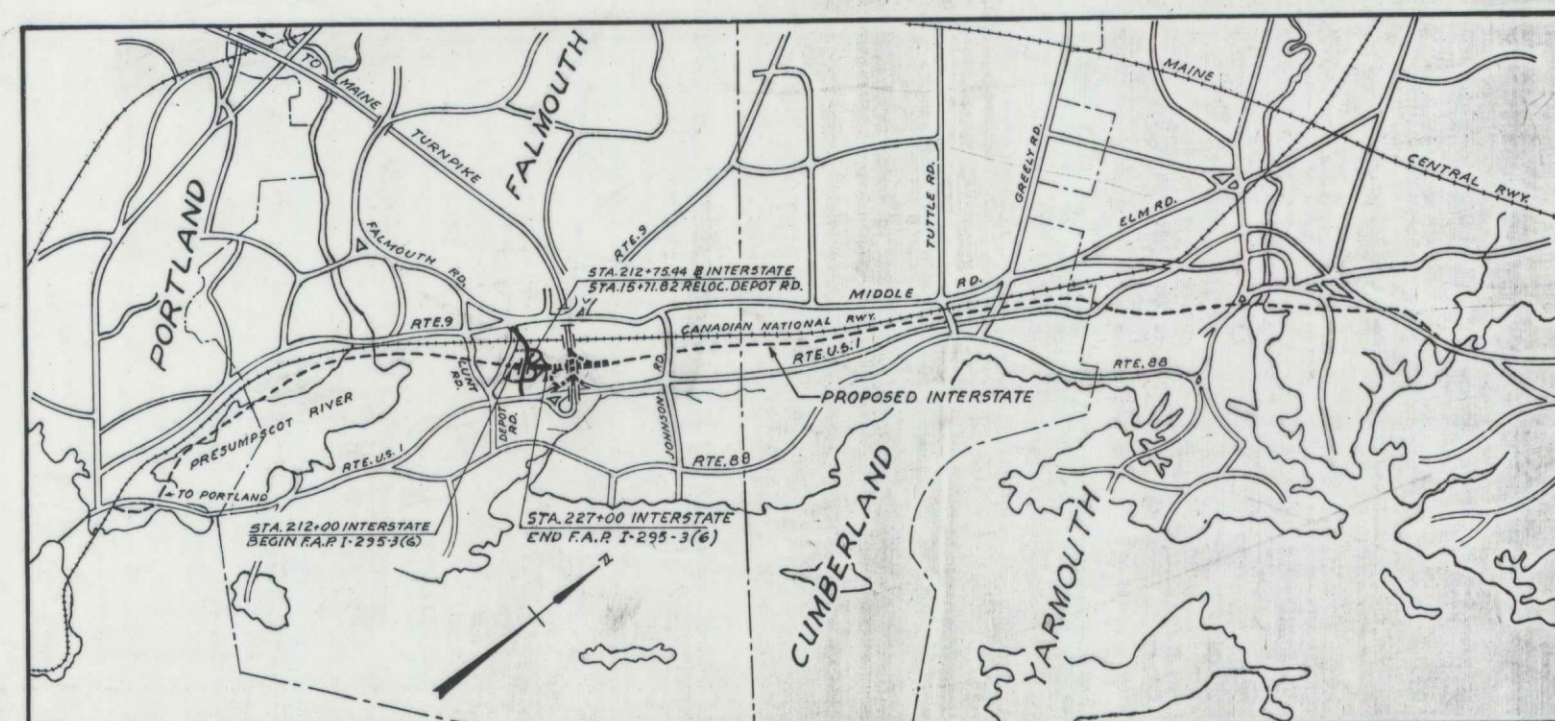 TO MAINE TURNPIKE
FALMOUTH
PORTLAND
FALMOUTH RD.
RTE.9
TUTTLE RD.
GREELY RD.
MAINE CENTRAL RWY.
ELM RD.
STA. 212+75.44 B INTERSTATE
STA. 15+71.82 RELOC. DEPOT RD.
MIDDLE RD.
RTE.9
CANADIAN NATIONAL RWY.
RTE. U.S. 1
LUNT RD.
DEPOT RD.
JOHNSON RD.
RTE. 88
PROPOSED INTERSTATE
PRESUMPSCOT RIVER
RTE. U.S. 1
RTE. 88
TO PORTLAND
STA. 212+00 INTERSTATE
BEGIN F.A.P. I-295-3(6)
STA. 227+00 INTERSTATE
END F.A.P. I-295-3(6)
N
CUMBERLAND
YARMOUTH